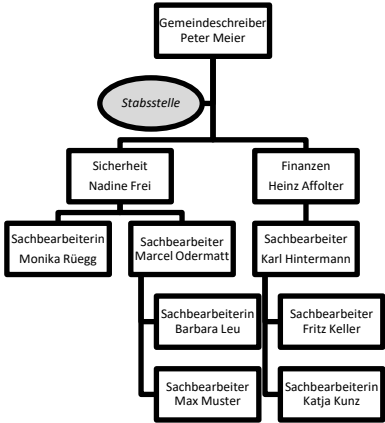 Gemeindeschreiber
Peter Meier
Stabsstelle
Sicherheit
Nadine Frei
Finanzen
Heinz Affolter
Sachbearbeiterin
Monika Rüegg
Sachbearbeiter
Marcel Odermatt
Sachbearbeiter
Karl Hintermann
Sachbearbeiterin
Barbara Leu
Sachbearbeiter
Fritz Keller
Sachbearbeiter
Max Muster
Sachbearbeiterin
Katja Kunz